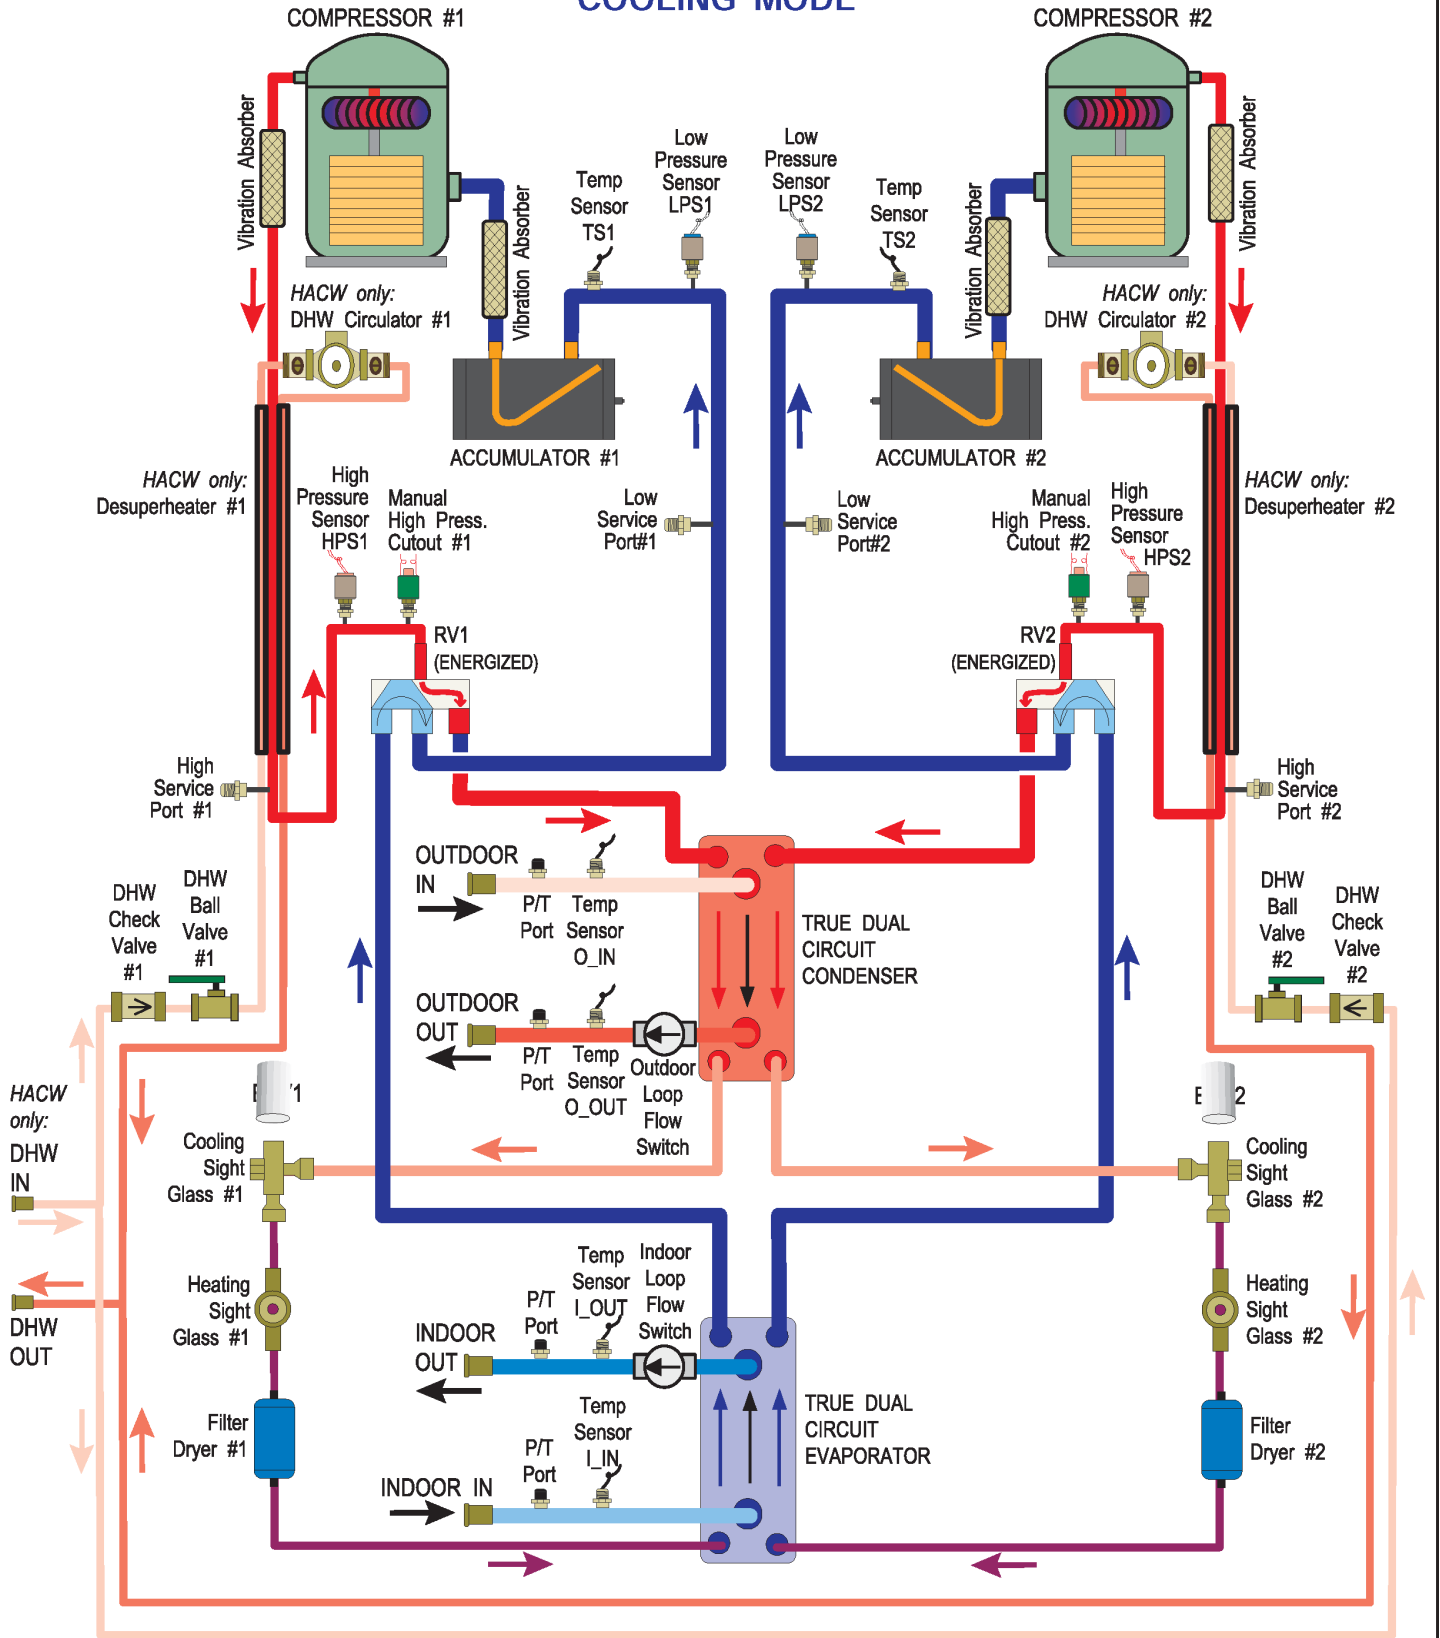 COOLING MODE
COMPRESSOR #1
COMPRESSOR #2
Vibration Absorber
Vibration Absorber
Low
Pressure
Sensor
LPS1
Low
Pressure
Sensor
LPS2
Temp
Sensor
TS1
Temp
Sensor
TS2
Vibration Absorber
Vibration Absorber
HACW only:
DHW Circulator #1
HACW only:
DHW Circulator #2
ACCUMULATOR #1
ACCUMULATOR #2
HACW only:
Desuperheater #1
HACW only:
Desuperheater #2
High
Pressure
Sensor
HPS1
Manual
High Press.
Cutout #1
Low
Service
Port#1
Low
Service
Port#2
Manual
High Press.
Cutout #2
High
Pressure
Sensor
HPS2
RV1
(ENERGIZED)
RV2
(ENERGIZED)
High
Service
Port #1
High
Service
Port #2
OUTDOOR
IN
P/T
Port
Temp
Sensor
O_IN
TRUE DUAL
CIRCUIT
CONDENSER
DHW
Check
Valve
#1
DHW
Ball
Valve
#1
DHW
Ball
Valve
#2
DHW
Check
Valve
#2
OUTDOOR
OUT
P/T
Port
Temp
Sensor
O_OUT
Outdoor
Loop
Flow
Switch
HACW
only:
DHW
IN
DHW
OUT
Cooling
Sight
Glass #1
Cooling
Sight
Glass #2
Heating
Sight
Glass #1
Heating
Sight
Glass #2
Temp
Sensor
I_OUT
Indoor
Loop
Flow
Switch
P/T
Port
INDOOR
OUT
Temp
Sensor
I_IN
P/T
Port
INDOOR IN
TRUE DUAL
CIRCUIT
EVAPORATOR
Filter
Dryer #1
Filter
Dryer #2